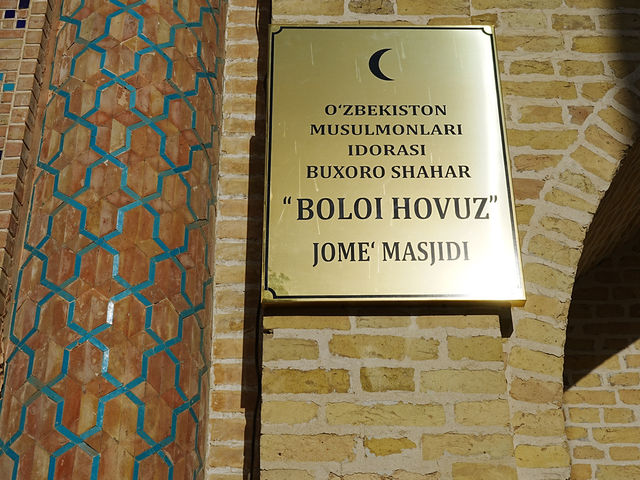 O‘ZBEKISTON
MUSULMONLARI
IDORASI
BUXORO SHAHAR
“BOLOI HOVUZ”
JOME‘ MASJIDI